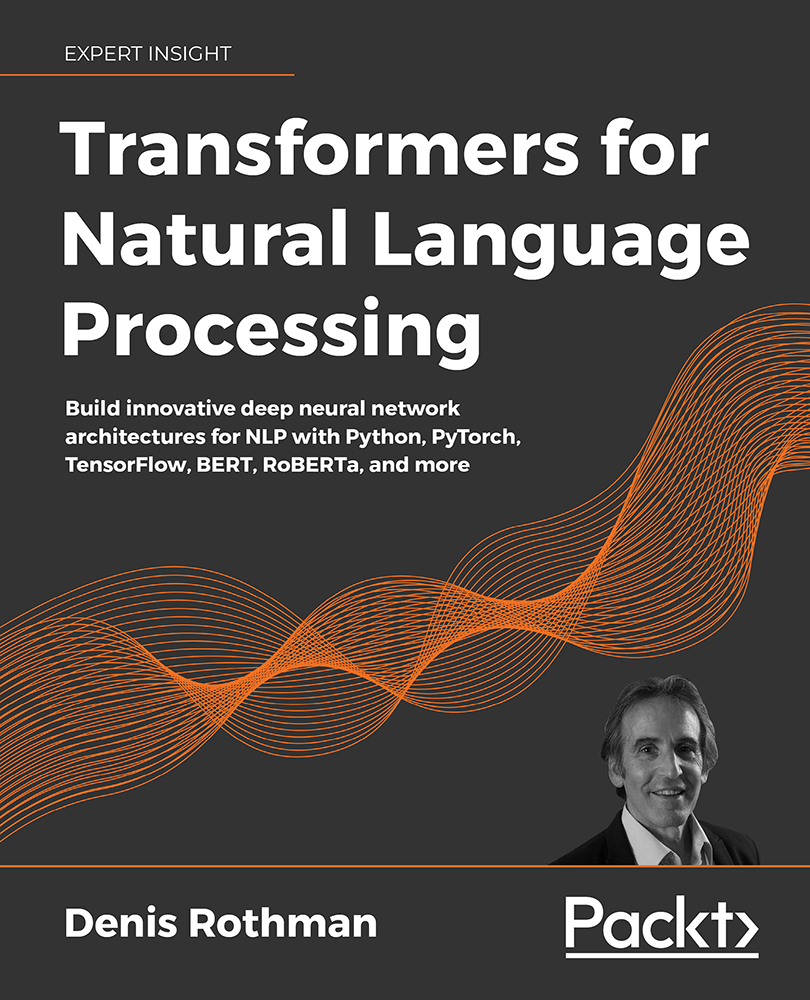 EXPERT INSIGHT
Transformers for
Natural Language
Processing
Build innovative deep neural network
architectures for NLP with Python, PyTorch,
TensorFlow, BERT, RoBERTa, and more
Denis Rothman
Packt